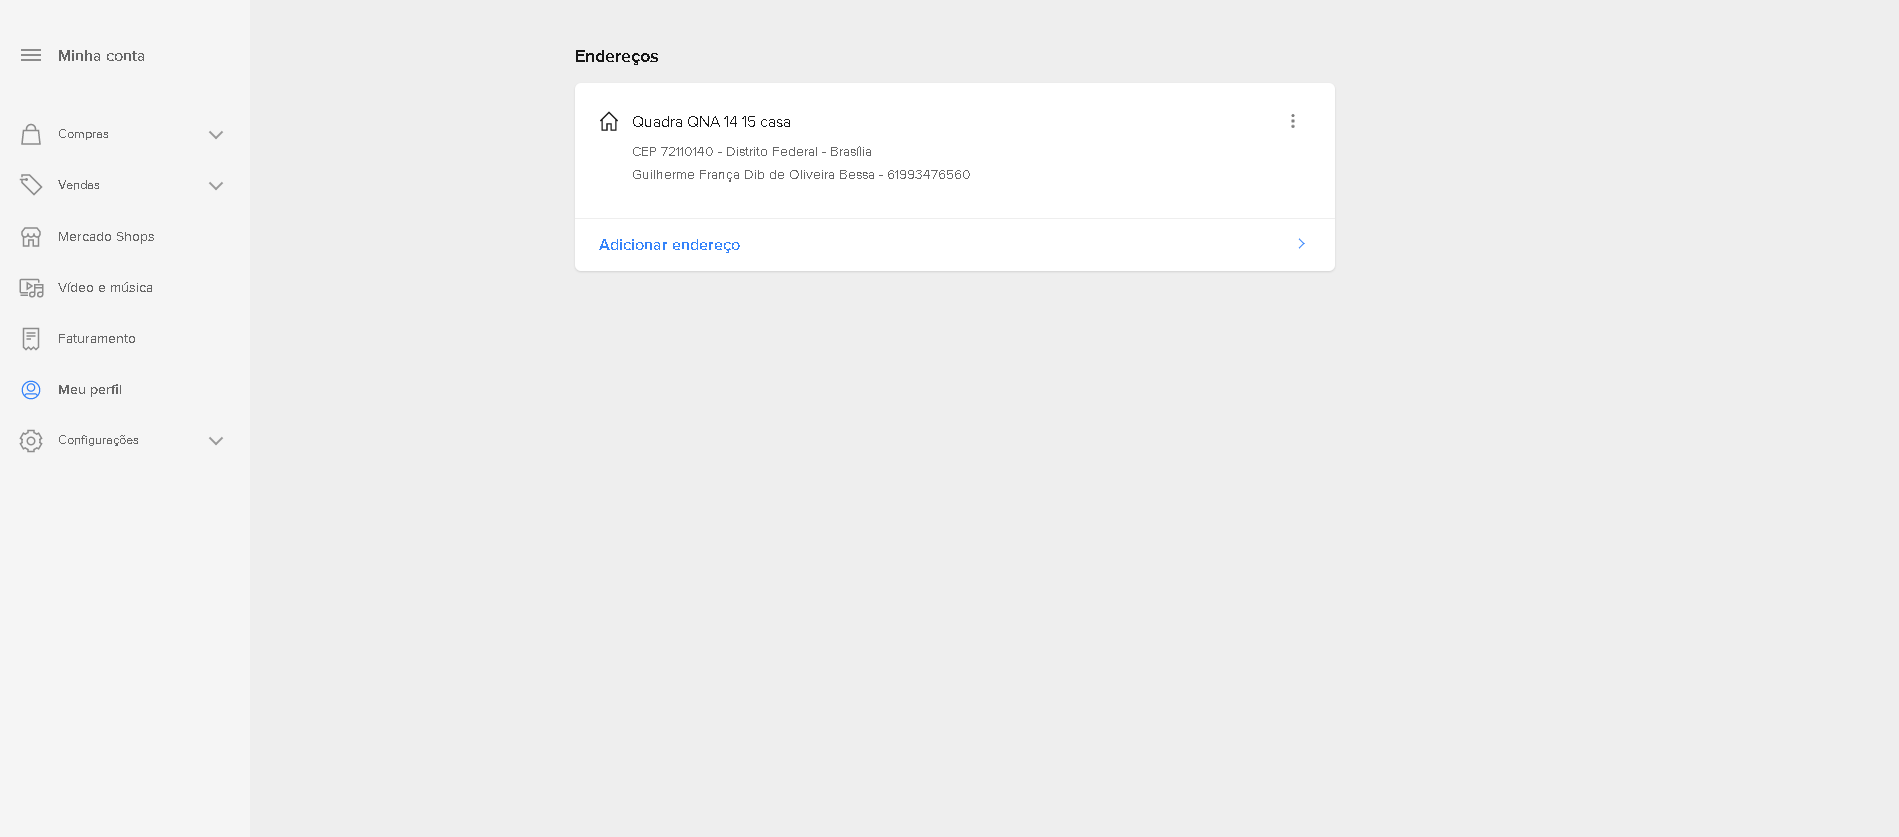 Minha conta
Compras
Vendas
Mercado Shops
Vídeo e música
Faturamento
Meu perfil
Configurações
Endereços
Quadra QNA 14 15 casa
CEP 72110140 - Distrito Federal - Brasília
Guilherme França Dib de Oliveira Bessa - 61993476560
Adicionar endereço